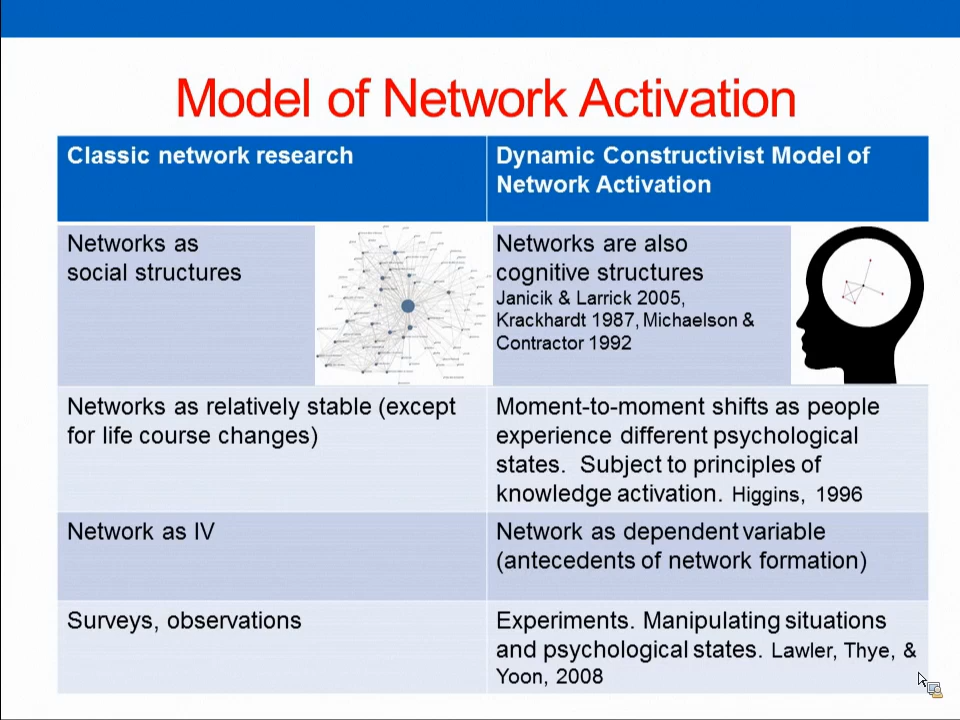 Model of Network Activation
Classic network research
Dynamic Constructivist Model of
Network Activation
Networks as
social structures
Networks are also
cognitive structures
Janicik & Larrick 2005,
Krackhardt 1987, Michaelson &
Contractor 1992
Networks as relatively stable (except
for life course changes)
Moment-to-moment shifts as people
experience different psychological
states.  Subject to principles of
knowledge activation. Higgins, 1996
Network as IV
Network as dependent variable
(antecedents of network formation)
Surveys, observations
Experiments. Manipulating situations
and psychological states. Lawler, Thye, &
Yoon, 2008